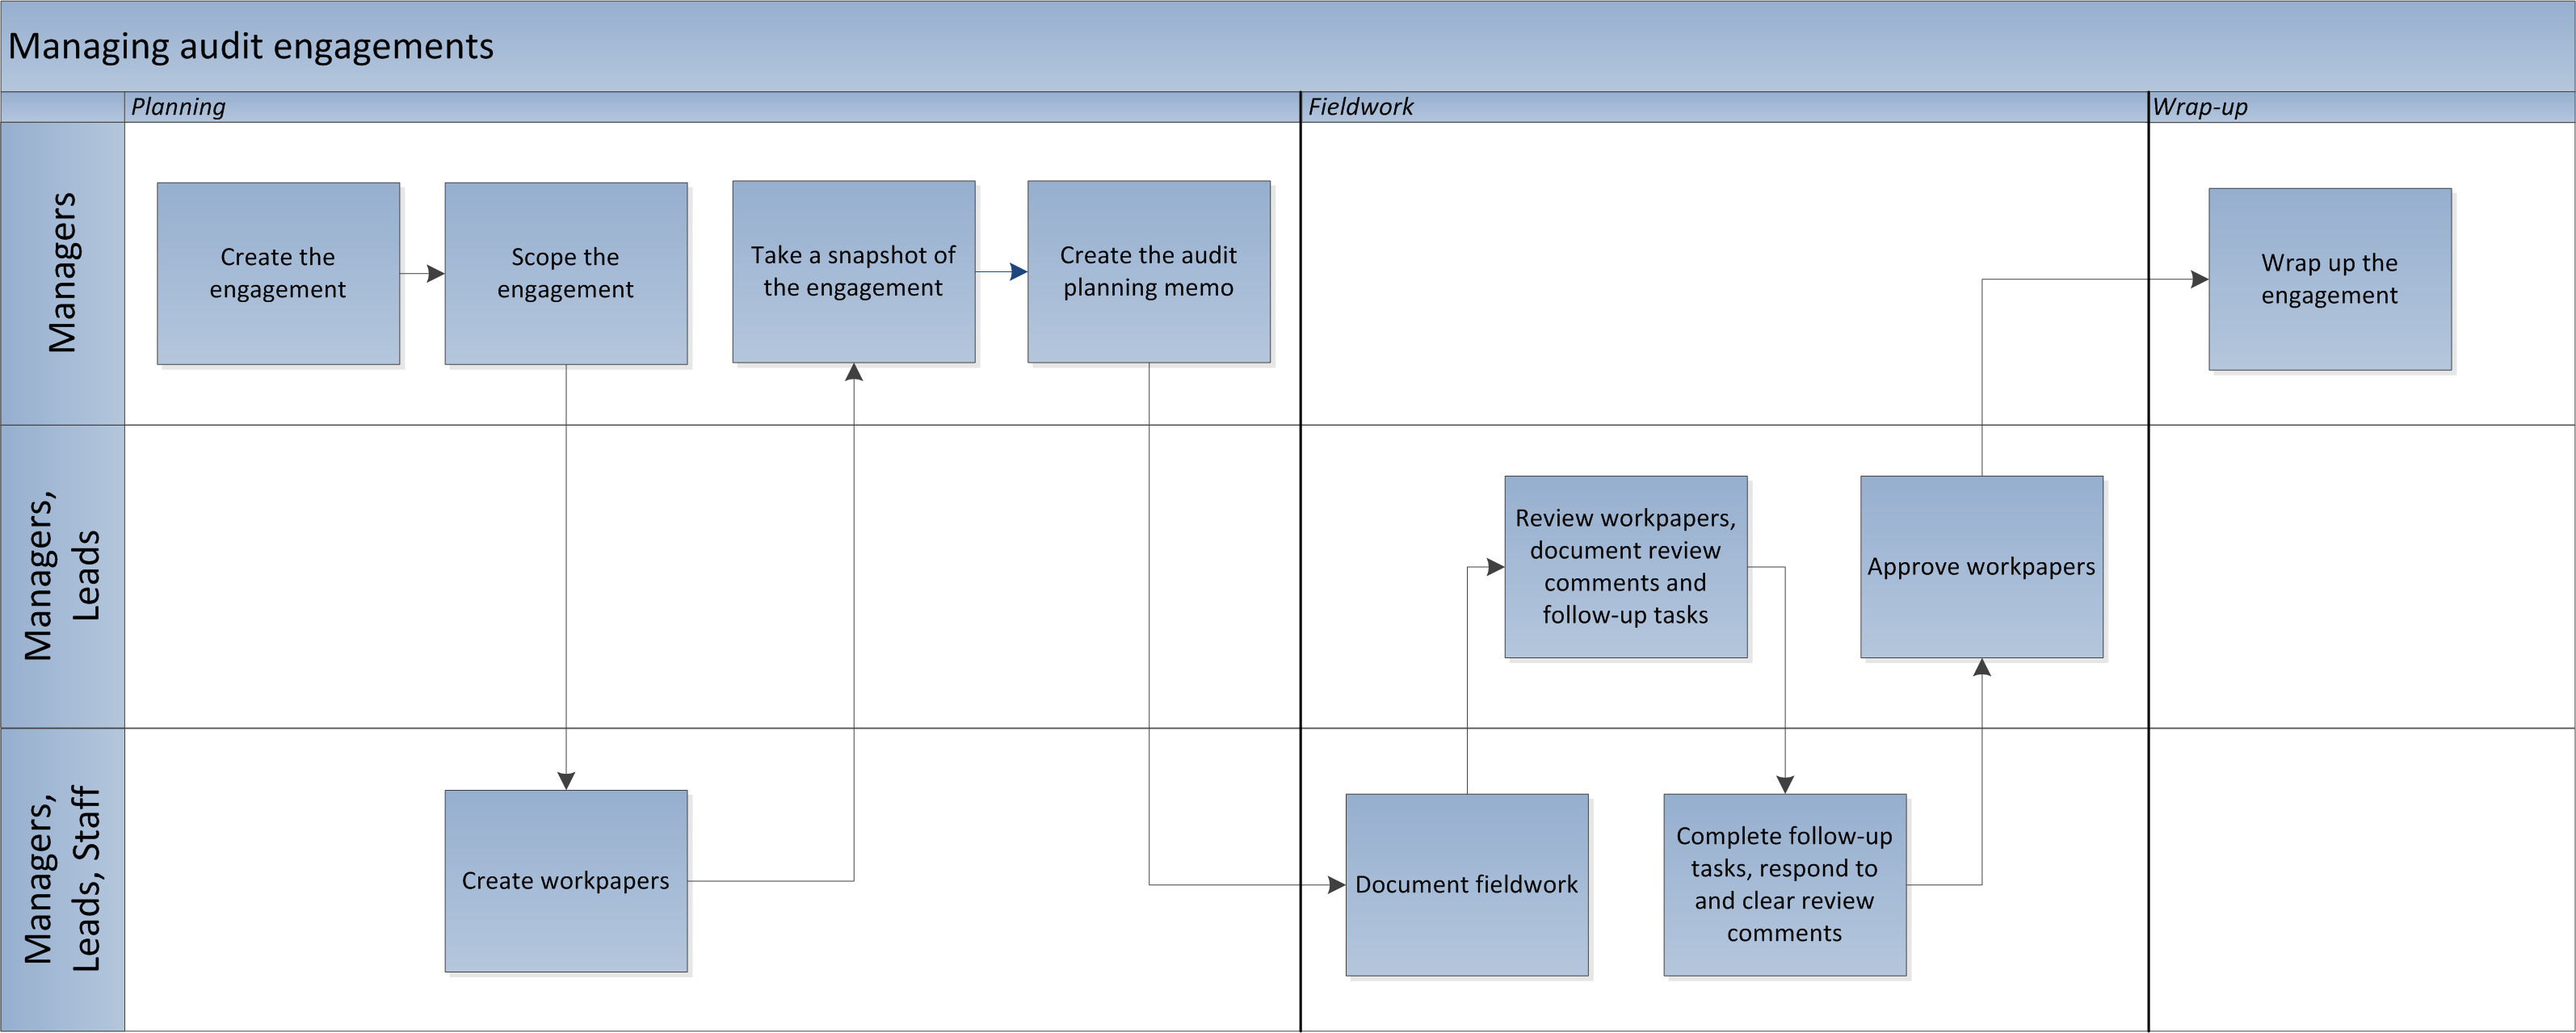 Managing audit engagements
Planning
Fieldwork
Wrap-up
Managers
Create the
engagement
Scope the
engagement
Take a snapshot of
the engagement
Create the audit
planning memo
Wrap up the
engagement
Managers,
Leads
Review workpapers,
document review
comments and
follow-up tasks
Approve workpapers
Managers,
Leads, Staff
Create workpapers
Document fieldwork
Complete follow-up
tasks, respond to
and clear review
comments